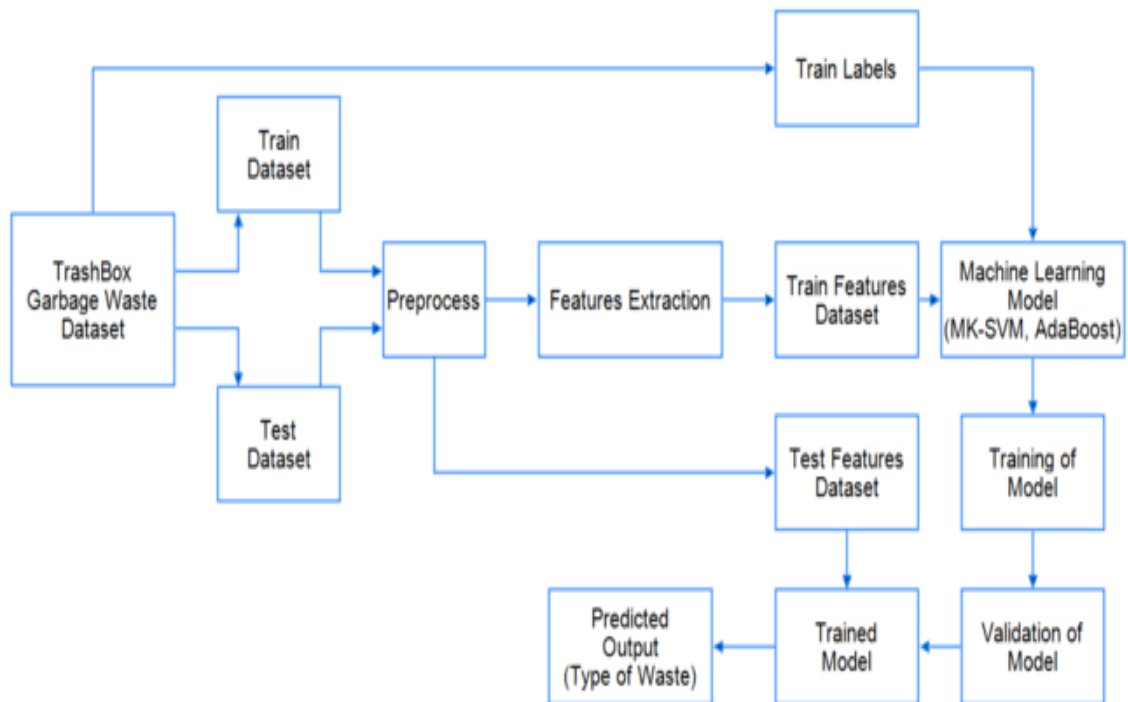 Train Labels
Train
Dataset
TrashBox
Garbage Waste
Dataset
Preprocess
Features Extraction
Train Features
Dataset
Machine Learning
Model
(MK-SVM, AdaBoost)
Test
Dataset
Test Features
Dataset
Training of
Model
Predicted
Output
(Type of Waste)
Trained
Model
Validation of
Model